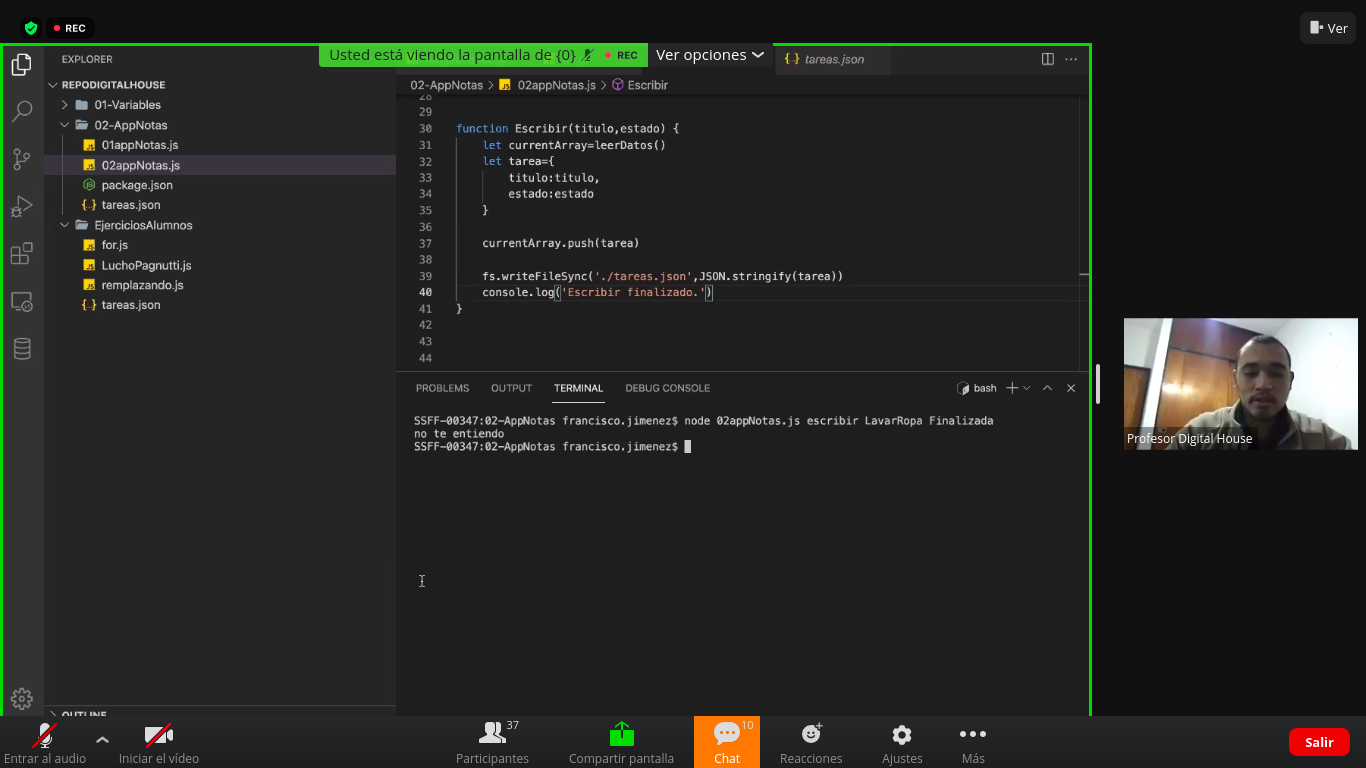 REC
Ver
Usted está viendo la pantalla de {0} REC
Ver opciones
EXPLORER
tareas.json
REPODIGITALHOUSE
01-Variables
02-AppNotas
01appNotas.js
02appNotas.js
package.json
tareas.json
EjerciciosAlumnos
for.js
LuchoPagnutti.js
remplazando.js
tareas.json
OUTLINE
02-AppNotas > 02appNotas.js > Escribir
28
29
30 function Escribir(titulo,estado) {
31 let currentArray=leerDatos()
32 let tarea={
33 titulo:titulo,
34 estado:estado
35 }
36
37 currentArray.push(tarea)
38
39 fs.writeFileSync('./tareas.json',JSON.stringify(tarea))
40 console.log('Escribir finalizado.')
41 }
42
43
44
PROBLEMS OUTPUT TERMINAL DEBUG CONSOLE bash
SSFF-00347:02-AppNotas francisco.jimenez$ node 02appNotas.js escribir LavarRopa Finalizada
no te entiendo
SSFF-00347:02-AppNotas francisco.jimenez$
Profesor Digital House
Entrar al audio
Iniciar el vídeo
37
Participantes
Compartir pantalla
10
Chat
Reacciones
Ajustes
Más
Salir